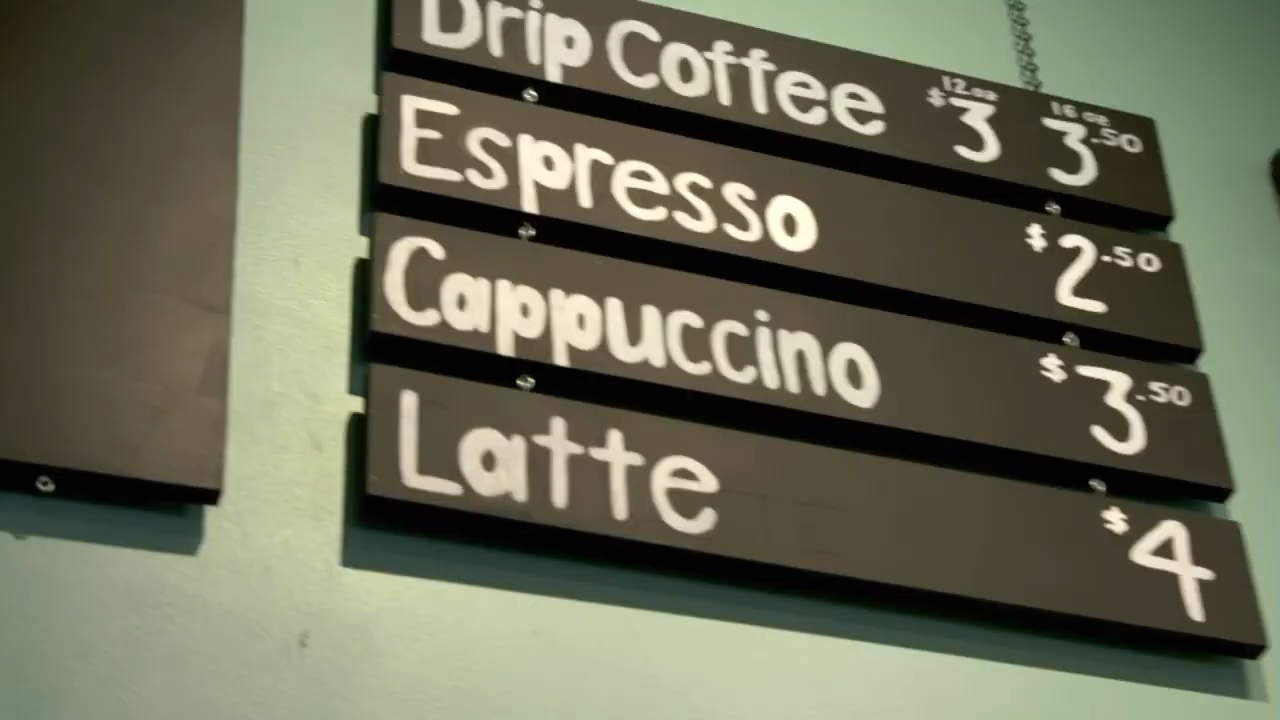 Drip Coffee 12 oz $3 16 oz 3.50
Espresso $2.50
Cappuccino $3.50
Latte $4